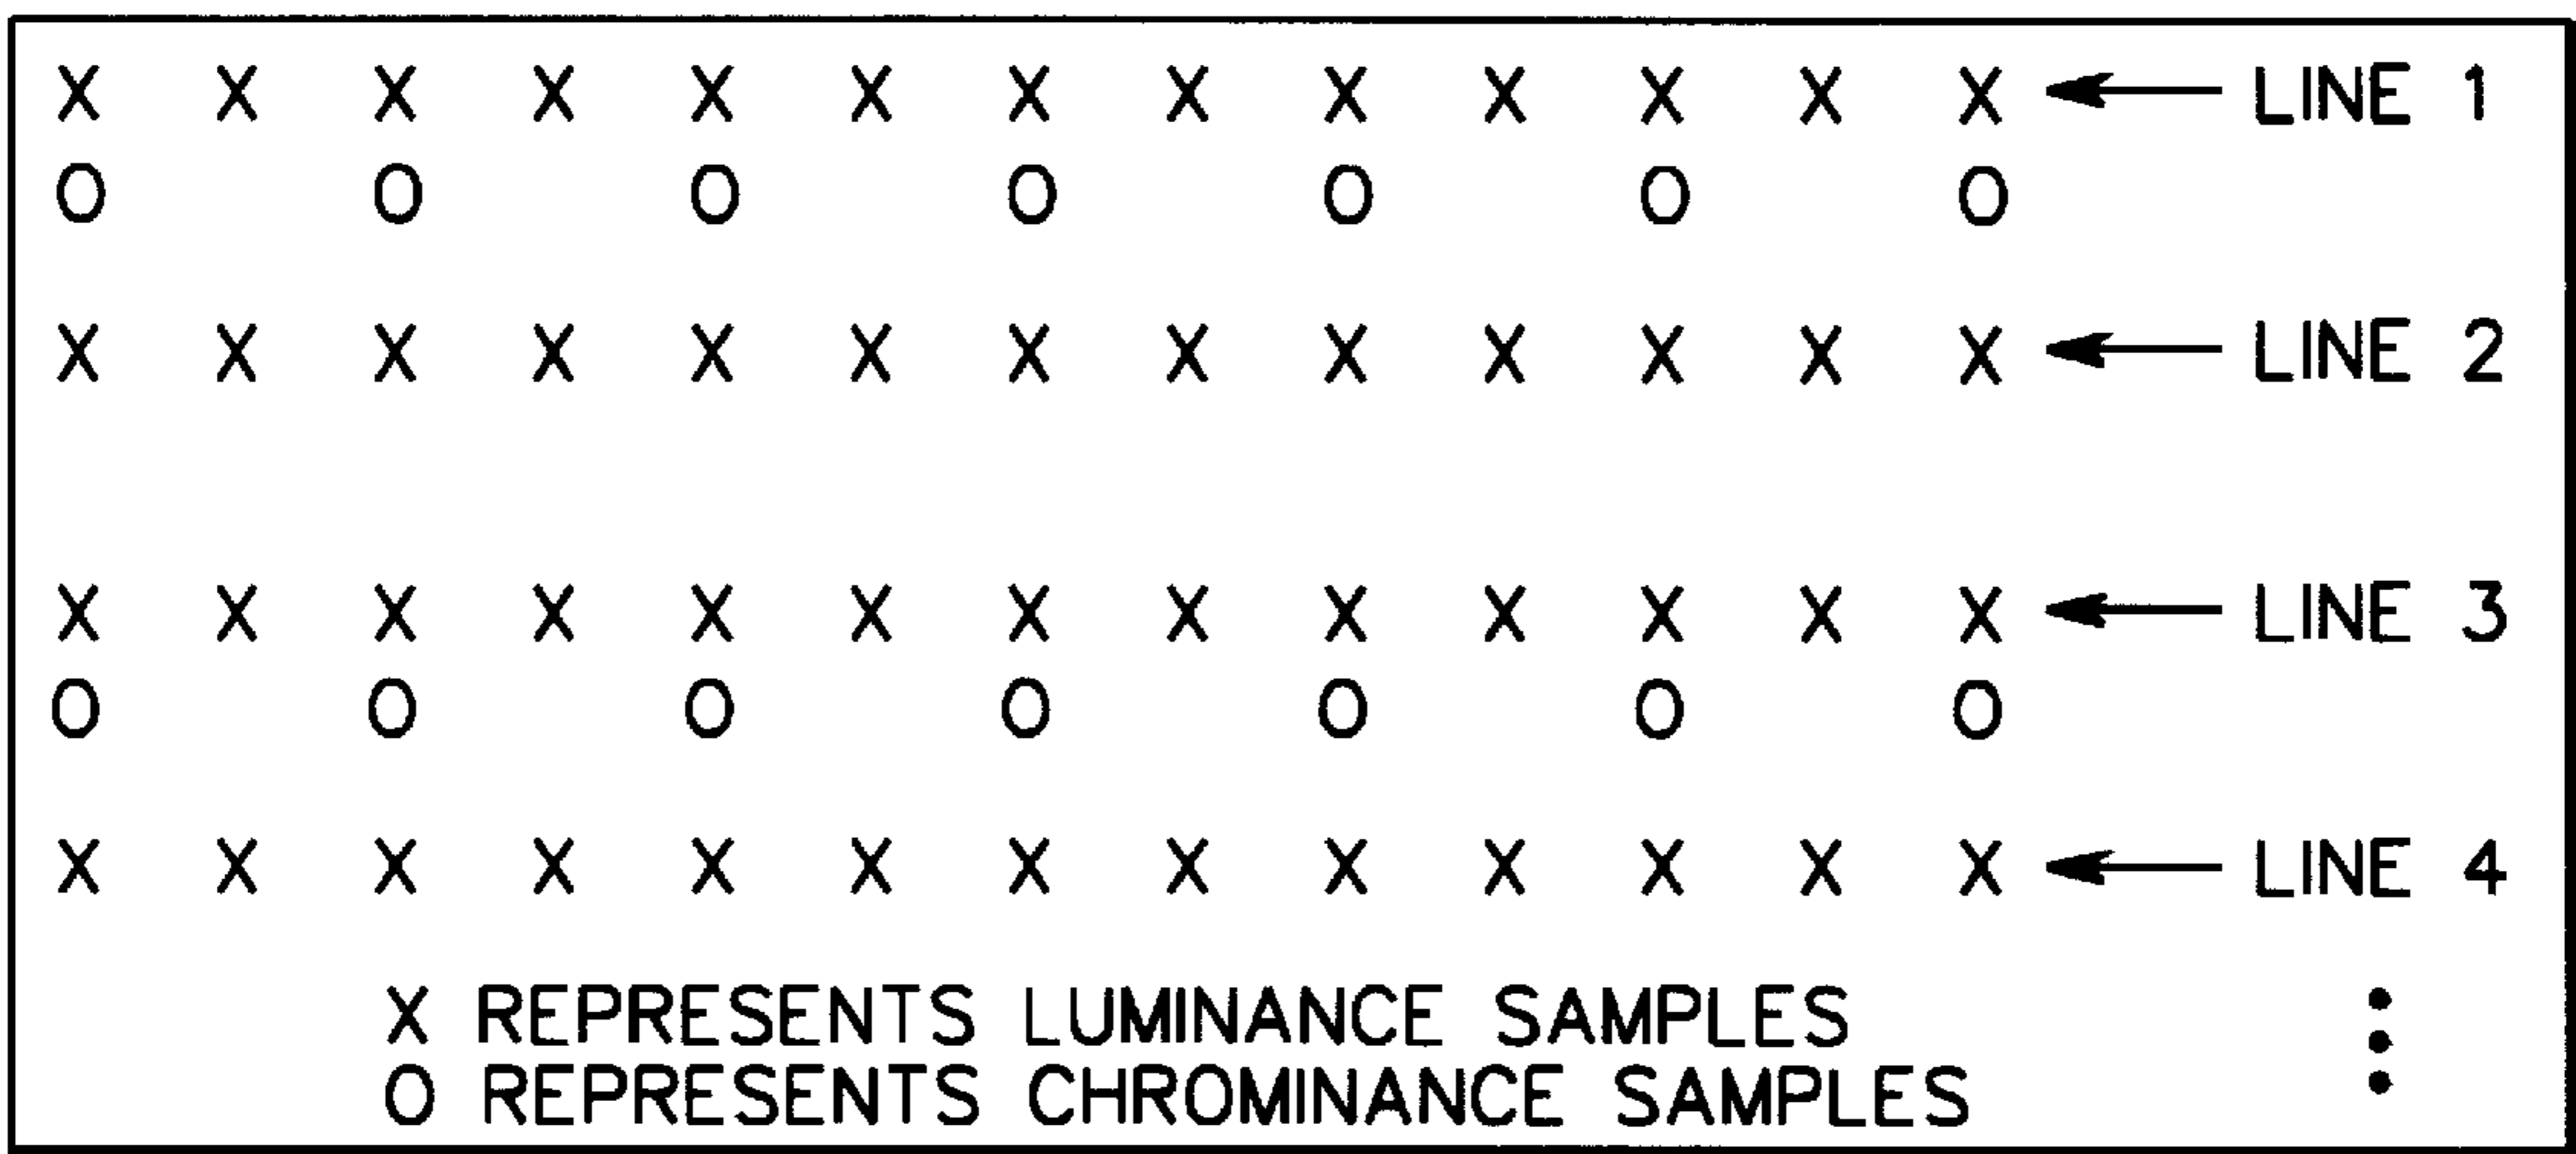 X X X X X X X X X X X X X LINE 1
O O O O O O O
X X X X X X X X X X X X X LINE 2
X X X X X X X X X X X X X LINE 3
O O O O O O O
X X X X X X X X X X X X X LINE 4
X REPRESENTS LUMINANCE SAMPLES
O REPRESENTS CHROMINANCE SAMPLES